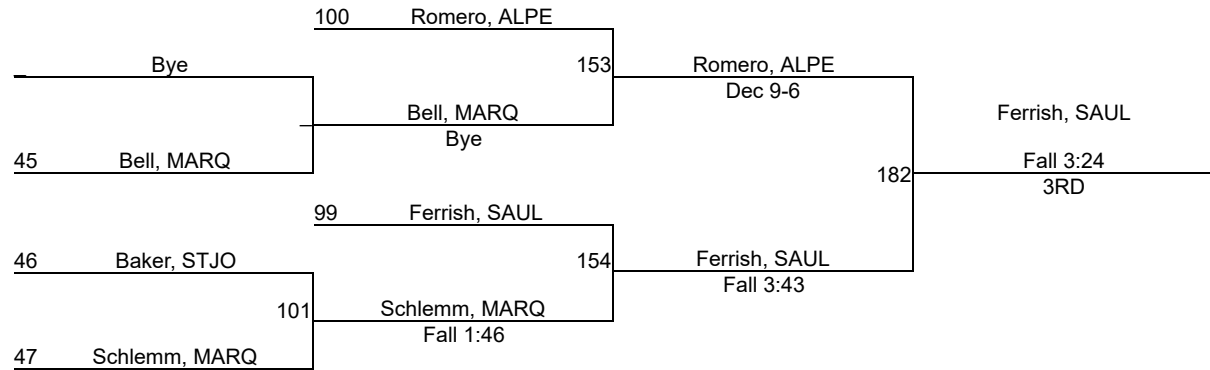 100 Romero, ALPE
_ Bye
153 Romero, ALPE
Dec 9-6
Bell, MARQ
_
Bye
Ferrish, SAUL
45 Bell, MARQ
Fall 3:24
182
3RD
99 Ferrish, SAUL
46 Baker, STJO
154 Ferrish, SAUL
Fall 3:43
101 Schlemm, MARQ
Fall 1:46
47 Schlemm, MARQ